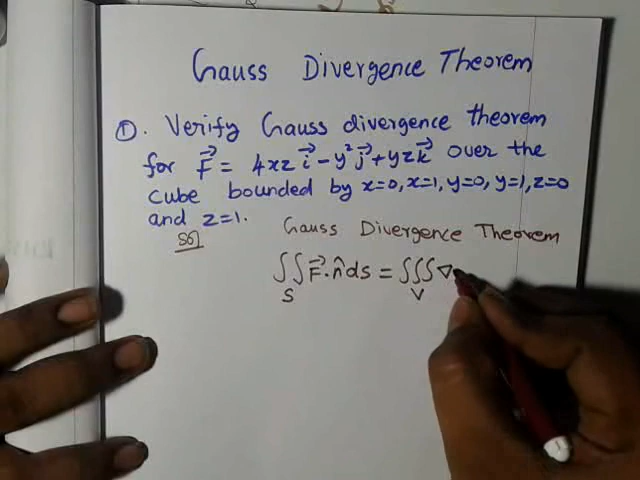 Gauss Divergence Theorem
①. Verify Gauss divergence theorem
for F⃗ = 4xz i⃗ - y² j⃗ + yz k⃗ over the
cube bounded by x=0, x=1, y=0, y=1, z=0
and z=1.
Sol
Gauss Divergence Theorem
∫∫ F⃗·n̂ ds = ∫∫∫ ∇
S V